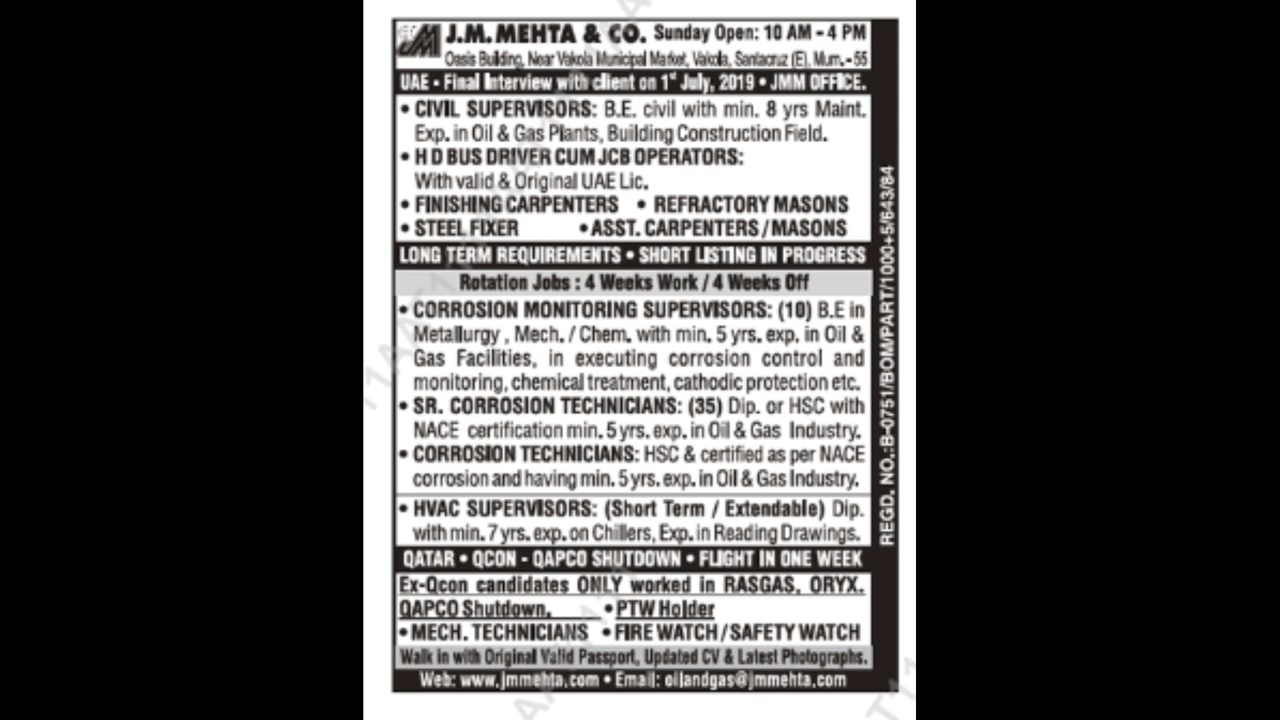 J.M. MEHTA & CO. Sunday Open: 10 AM - 4 PM
Oasis Building, Near Vakola Municipal Market, Vakola, Santacruz (E), Mum. - 55
UAE • Final Interview with client on 1st July, 2019 • JMM OFFICE.
• CIVIL SUPERVISORS: B.E. civil with min. 8 yrs Maint.
Exp. in Oil & Gas Plants, Building Construction Field.
• H D BUS DRIVER CUM JCB OPERATORS:
With valid & Original UAE Lic.
• FINISHING CARPENTERS • REFRACTORY MASONS
• STEEL FIXER • ASST. CARPENTERS / MASONS
LONG TERM REQUIREMENTS • SHORT LISTING IN PROGRESS
Rotation Jobs : 4 Weeks Work / 4 Weeks Off
• CORROSION MONITORING SUPERVISORS: (10) B.E in
Metallurgy , Mech. / Chem. with min. 5 yrs. exp. in Oil &
Gas Facilities, in executing corrosion control and
monitoring, chemical treatment, cathodic protection etc.
• SR. CORROSION TECHNICIANS: (35) Dip. or HSC with
NACE certification min. 5 yrs. exp. in Oil & Gas Industry.
• CORROSION TECHNICIANS: HSC & certified as per NACE
corrosion and having min. 5 yrs. exp. in Oil & Gas Industry.
• HVAC SUPERVISORS: (Short Term / Extendable) Dip.
with min. 7 yrs. exp. on Chillers, Exp. in Reading Drawings.
QATAR • QCON - QAPCO SHUTDOWN • FLIGHT IN ONE WEEK
Ex-Qcon candidates ONLY worked in RASGAS, ORYX,
QAPCO Shutdown. • PTW Holder
• MECH. TECHNICIANS • FIRE WATCH / SAFETY WATCH
Walk in with Original Valid Passport, Updated CV & Latest Photographs.
Web: www.jmmehta.com • Email: oilandgas@jmmehta.com
REGD. NO.:B-0751/BOM/PART/1000+5/643/84